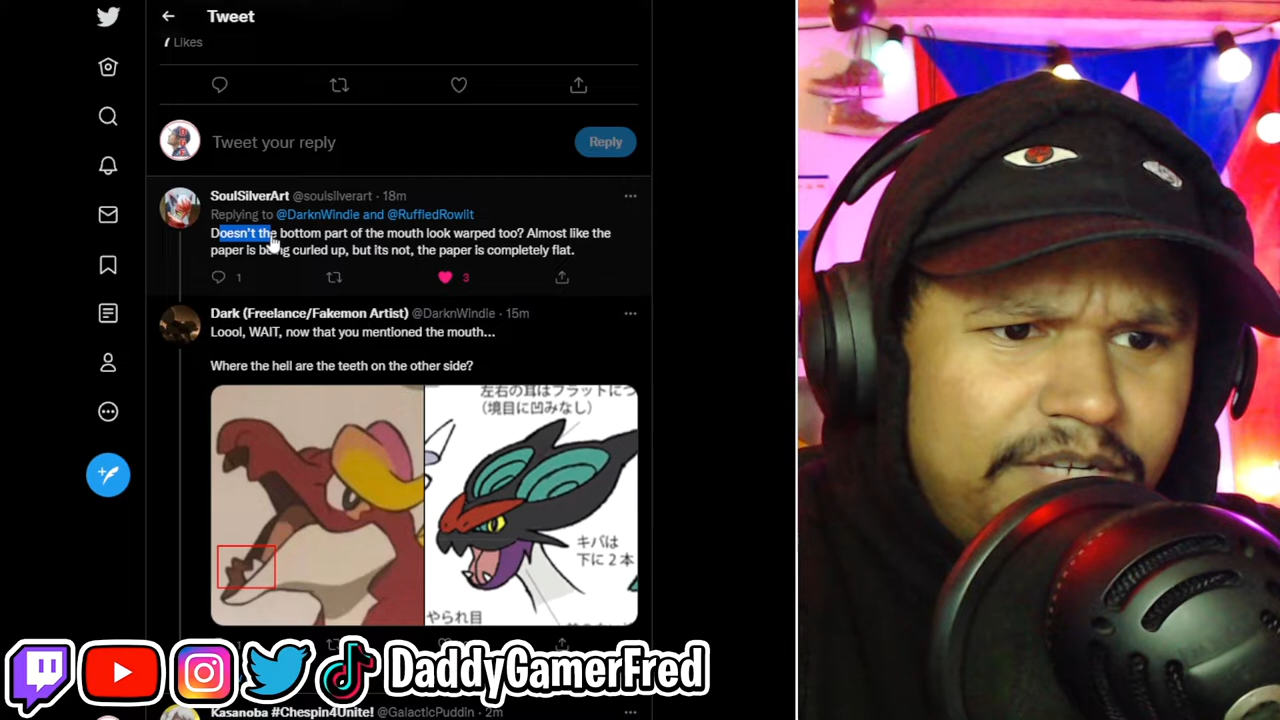 Tweet
Likes
Tweet your reply
Reply
SoulSilverArt @soulsilverart · 18m
Replying to @DarknWindie and @RuffledRowlit
Doesn't the bottom part of the mouth look warped too? Almost like the
paper is being curled up, but its not, the paper is completely flat.
1
3
Dark (Freelance/Fakemon Artist) @DarknWindie · 15m
Loool, WAIT, now that you mentioned the mouth...
Where the hell are the teeth on the other side?
左右の耳はフラットにつ
(境目に凹みなし)
キバは
下に2本
やられ目
DaddyGamerFred
Kasanoba #Chespin4Unite! @GalacticPuddin · 2m